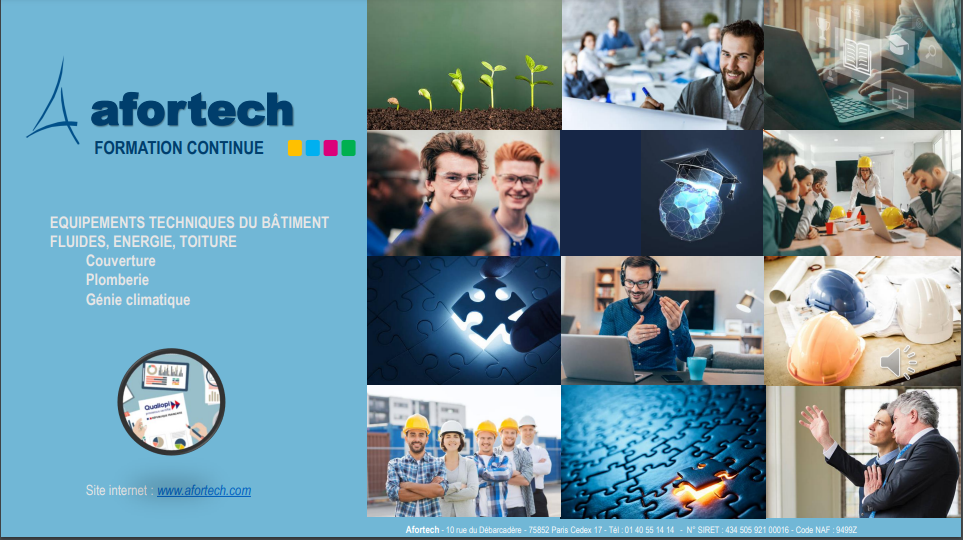 afortech
FORMATION CONTINUE
EQUIPEMENTS TECHNIQUES DU BÂTIMENT
FLUIDES, ENERGIE, TOITURE
Couverture
Plomberie
Génie climatique
Qualiopi
Site internet : www.afortech.com
Afortech - 10 rue du Débarcadère - 75852 Paris Cedex 17 - Tél : 01 40 55 14 14 - N° SIRET : 434 505 921 00016 - Code NAF : 9499Z